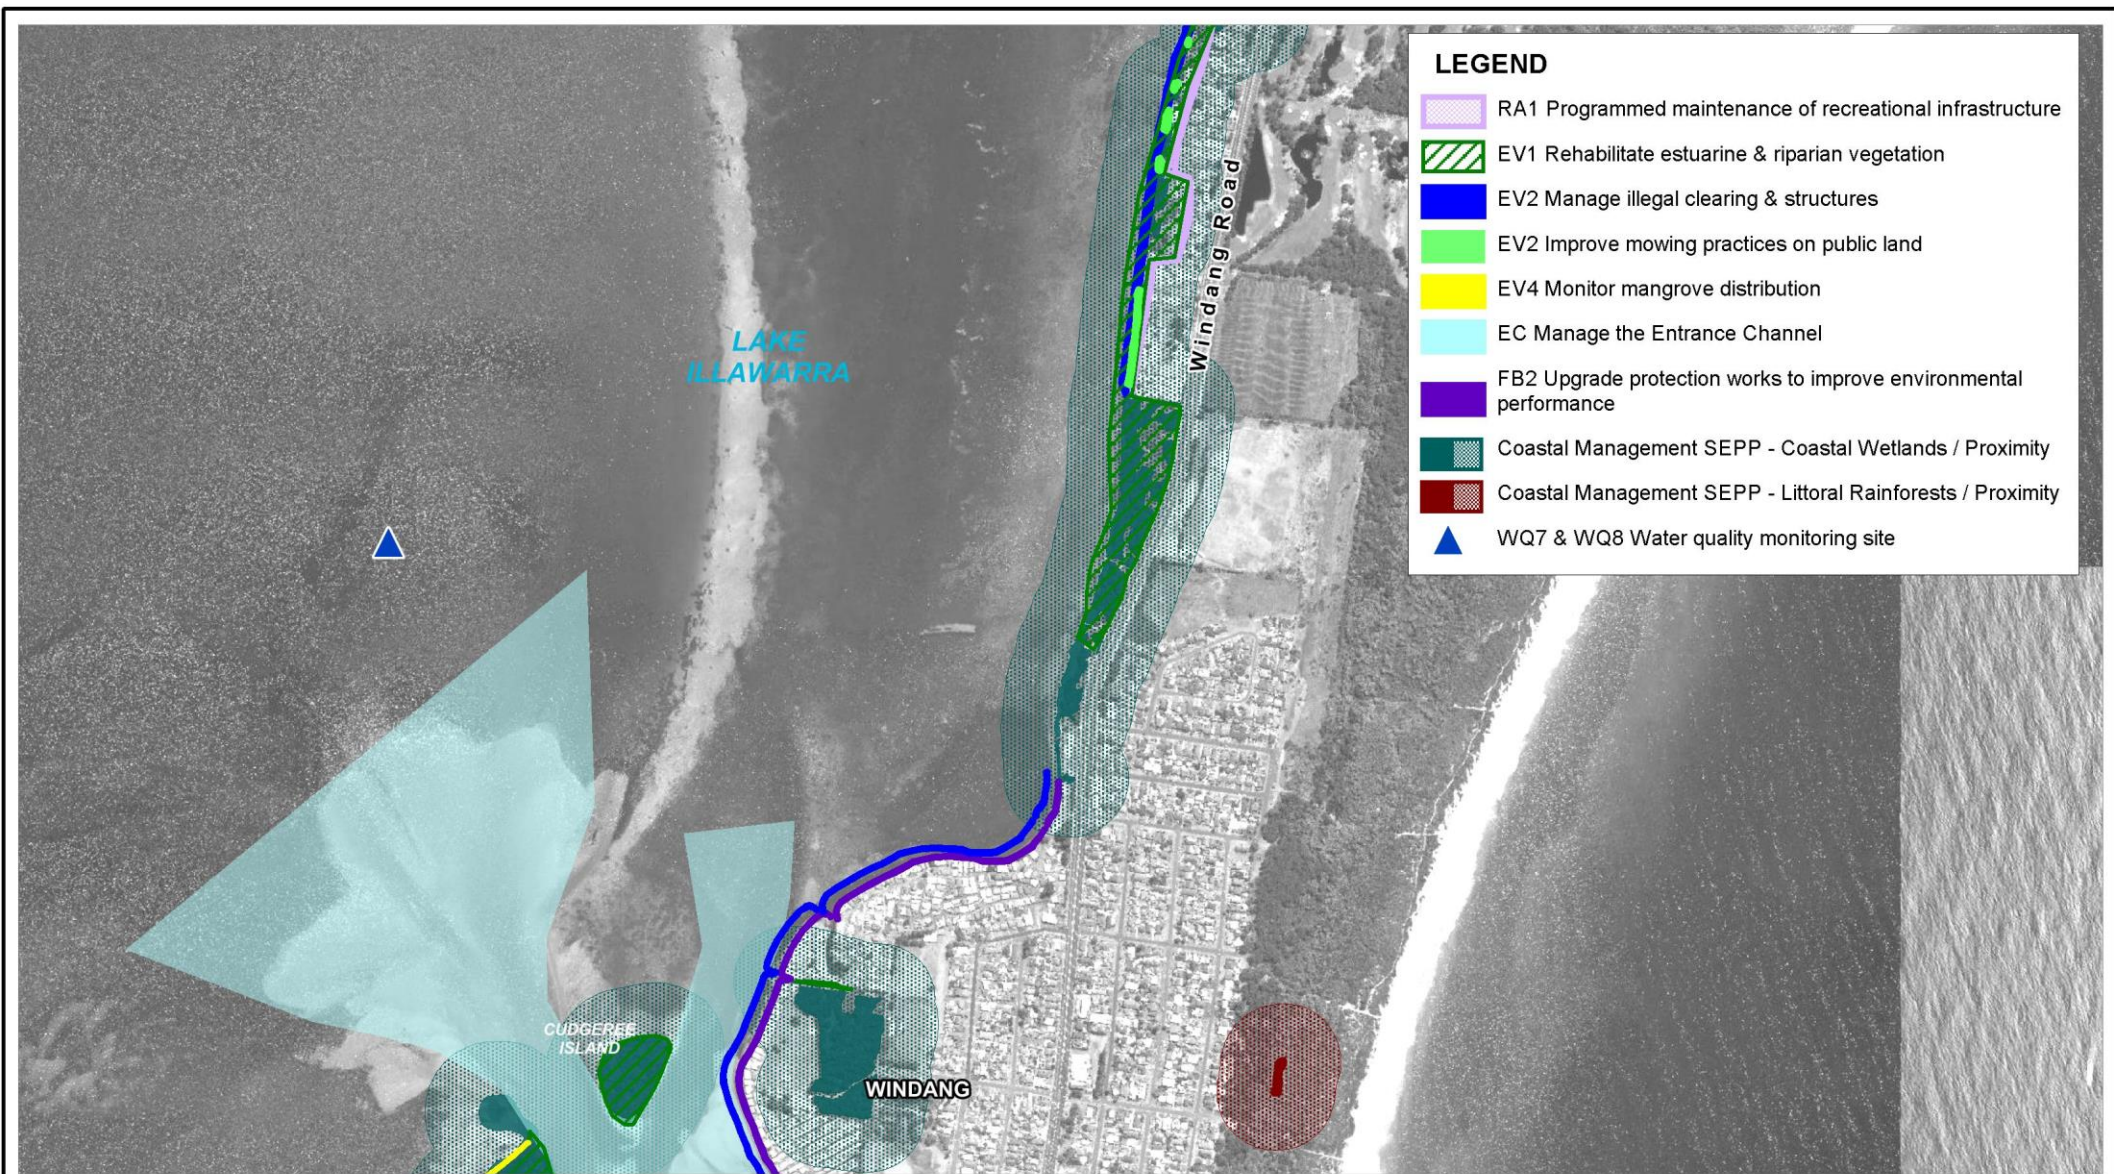 LEGEND
RA1 Programmed maintenance of recreational infrastructure
EV1 Rehabilitate estuarine & riparian vegetation
EV2 Manage illegal clearing & structures
EV2 Improve mowing practices on public land
EV4 Monitor mangrove distribution
EC Manage the Entrance Channel
FB2 Upgrade protection works to improve environmental
performance
Coastal Management SEPP - Coastal Wetlands / Proximity
Coastal Management SEPP - Littoral Rainforests / Proximity
WQ7 & WQ8 Water quality monitoring site
Windang Road
LAKE
ILLAWARRA
CUDGEREE
ISLAND
WINDANG